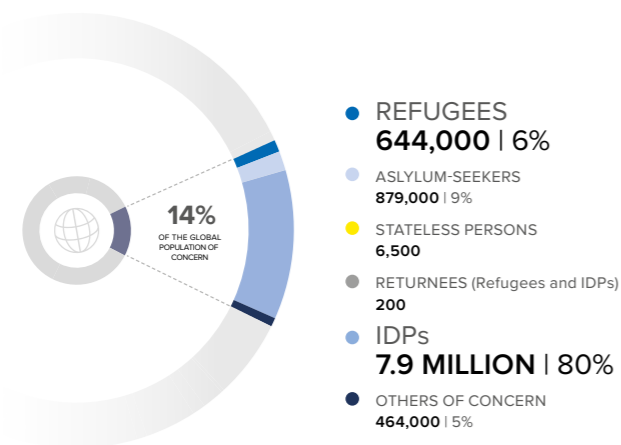 14%
OF THE GLOBAL
POPULATION OF
CONCERN
REFUGEES
644,000 | 6%
ASLYLUM-SEEKERS
879,000 | 9%
STATELESS PERSONS
6,500
RETURNEES (Refugees and IDPs)
200
IDPs
7.9 MILLION | 80%
OTHERS OF CONCERN
464,000 | 5%